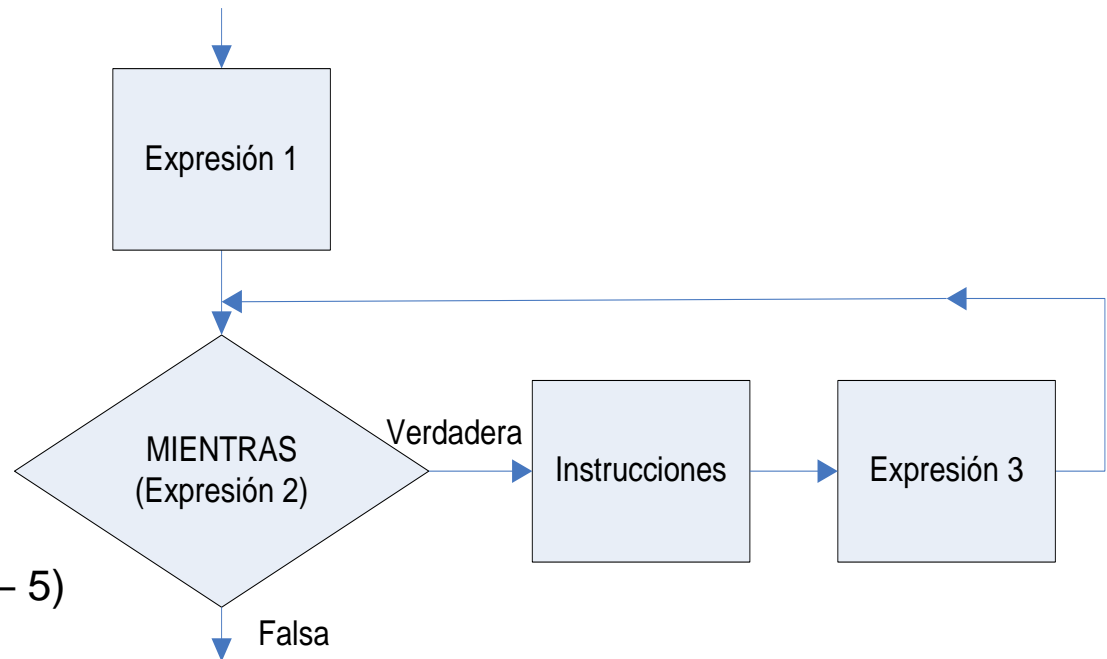 Expresión 1
MIENTRAS
(Expresión 2)
Verdadera
Instrucciones
Expresión 3
– 5)
Falsa